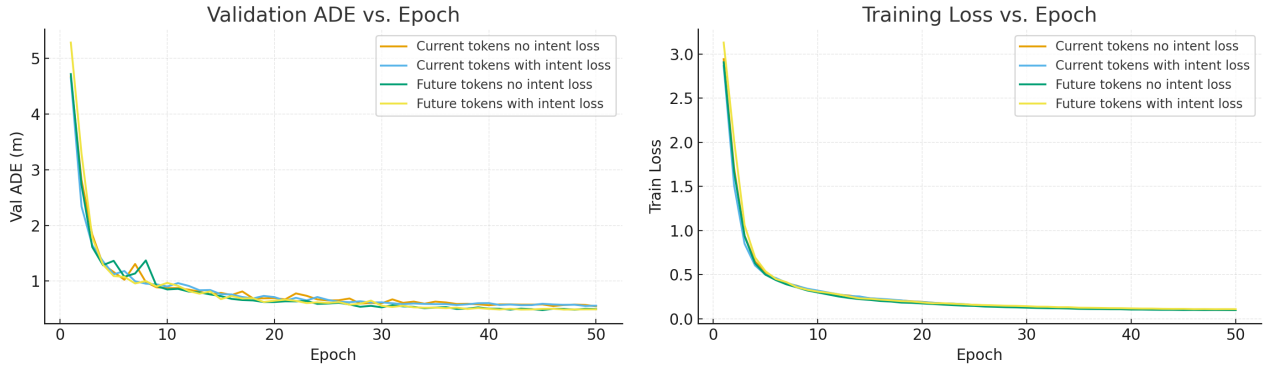 Validation ADE vs. Epoch
Val ADE (m)
5
4
3
2
1
0
10
20
30
40
50
Epoch
Current tokens no intent loss
Current tokens with intent loss
Future tokens no intent loss
Future tokens with intent loss
Training Loss vs. Epoch
Train Loss
3.0
2.5
2.0
1.5
1.0
0.5
0.0
0
10
20
30
40
50
Epoch
Current tokens no intent loss
Current tokens with intent loss
Future tokens no intent loss
Future tokens with intent loss